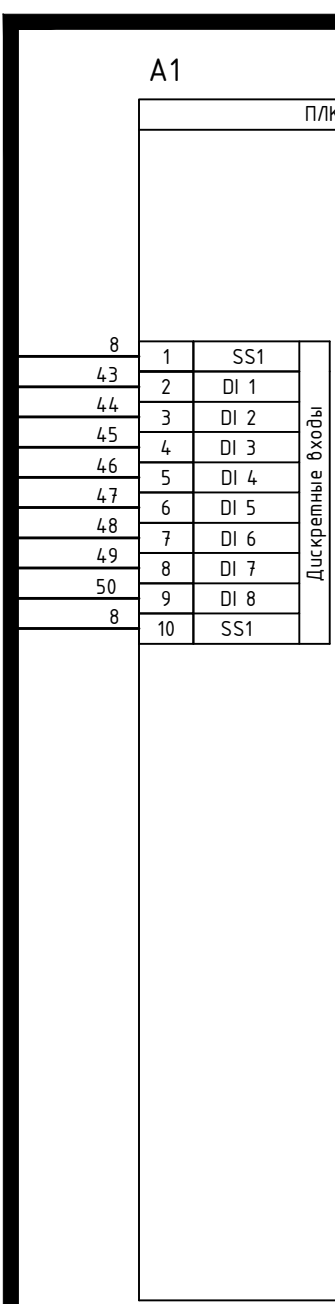 A1
ПЛК
8 1 SS1
43 2 DI 1
44 3 DI 2
45 4 DI 3
46 5 DI 4
47 6 DI 5
48 7 DI 6
49 8 DI 7
50 9 DI 8
8 10 SS1
Дискретные входы